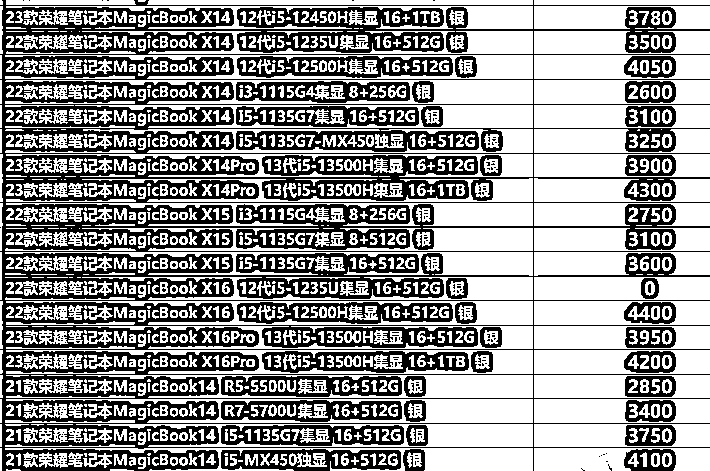 23款荣耀笔记本MagicBook X14 12代i5-12450H集显 16+1TB 银 3780
22款荣耀笔记本MagicBook X14 12代i5-1235U集显 16+512G 银 3500
22款荣耀笔记本MagicBook X14 12代i5-12500H集显 16+512G 银 4050
22款荣耀笔记本MagicBook X14 i3-1115G4集显 8+256G 银 2600
22款荣耀笔记本MagicBook X14 i5-1135G7集显 16+512G 银 3100
22款荣耀笔记本MagicBook X14 i5-1135G7-MX450独显 16+512G 银 3250
23款荣耀笔记本MagicBook X14Pro 13代i5-13500H集显 16+512G 银 3900
23款荣耀笔记本MagicBook X14Pro 13代i5-13500H集显 16+1TB 银 4300
22款荣耀笔记本MagicBook X15 i3-1115G4集显 8+256G 银 2750
22款荣耀笔记本MagicBook X15 i5-1135G7集显 8+512G 银 3100
22款荣耀笔记本MagicBook X15 i5-1135G7集显 16+512G 银 3600
22款荣耀笔记本MagicBook X16 12代i5-1235U集显 16+512G 银 0
22款荣耀笔记本MagicBook X16 12代i5-12500H集显 16+512G 银 4400
23款荣耀笔记本MagicBook X16Pro 13代i5-13500H集显 16+512G 银 3950
23款荣耀笔记本MagicBook X16Pro 13代i5-13500H集显 16+1TB 银 4200
21款荣耀笔记本MagicBook14 R5-5500U集显 16+512G 银 2850
21款荣耀笔记本MagicBook14 R7-5700U集显 16+512G 银 3400
21款荣耀笔记本MagicBook14 i5-1135G7集显 16+512G 银 3750
21款荣耀笔记本MagicBook14 i5-MX450独显 16+512G 银 4100